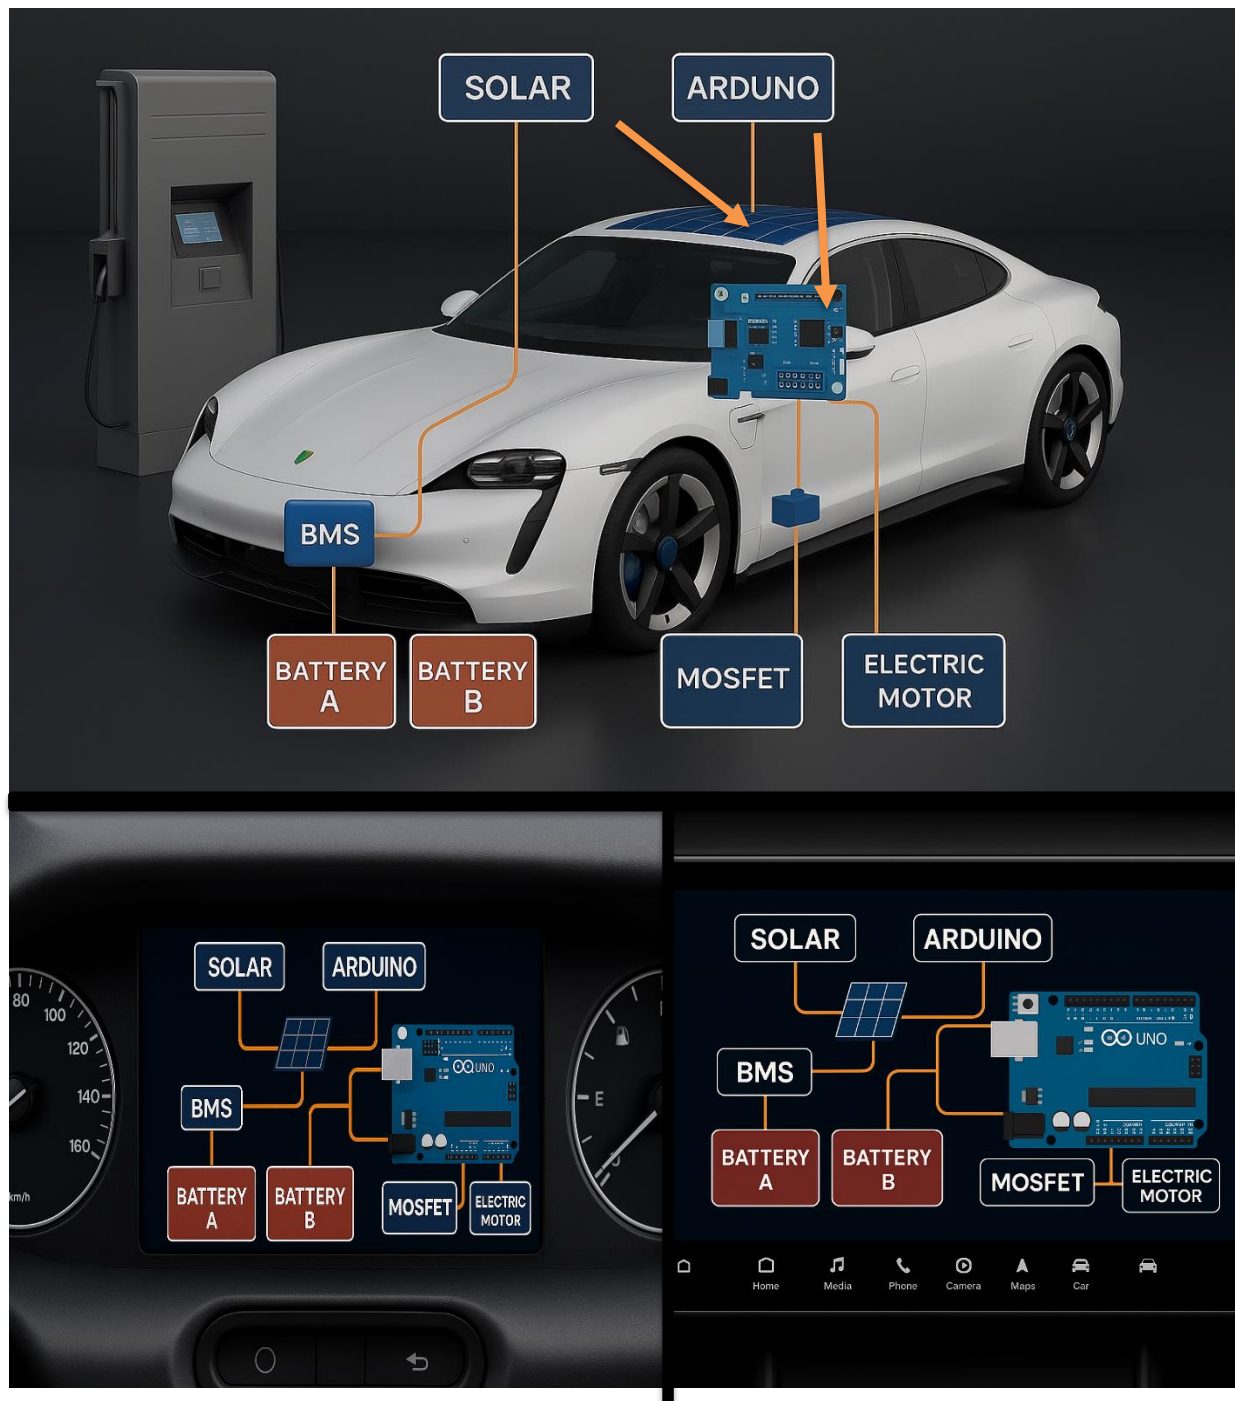 SOLAR
ARDUNO
BMS
BATTERY
A
BATTERY
B
MOSFET
ELECTRIC
MOTOR
80
100
120
140
160
km/h
SOLAR
ARDUINO
UNO
BMS
BATTERY
A
BATTERY
B
MOSFET
ELECTRIC
MOTOR
E
SOLAR
ARDUINO
UNO
BMS
BATTERY
A
BATTERY
B
MOSFET
ELECTRIC
MOTOR
Home
Media
Phone
Camera
Maps
Car